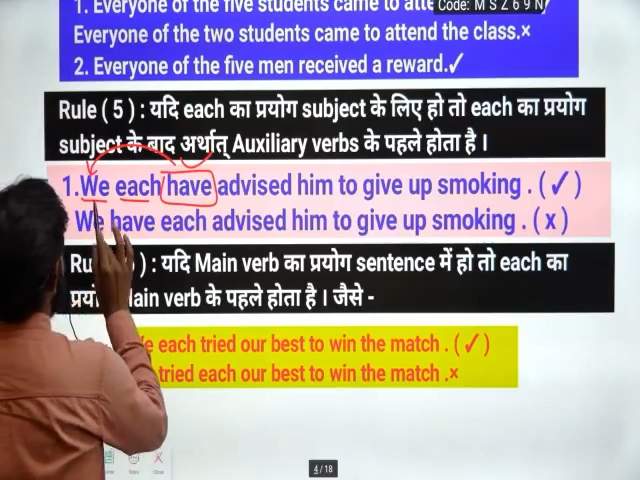 1. Everyone of the five students came to
Code: M S Z 6 9 N
Everyone of the two students came to attend the class.×
2. Everyone of the five men received a reward.✓
Rule ( 5 ) : यदि each का प्रयोग subject के लिए हो तो each का प्रयोग
subject के बाद अर्थात् Auxiliary verbs के पहले होता है ।
1.We each have advised him to give up smoking . ( ✓ )
We have each advised him to give up smoking . ( x )
) : यदि Main verb का प्रयोग sentence में हो तो each का
verb के पहले होता है । जैसे -
each tried our best to win the match . ( ✓ )
tried each our best to win the match .×
4 / 18